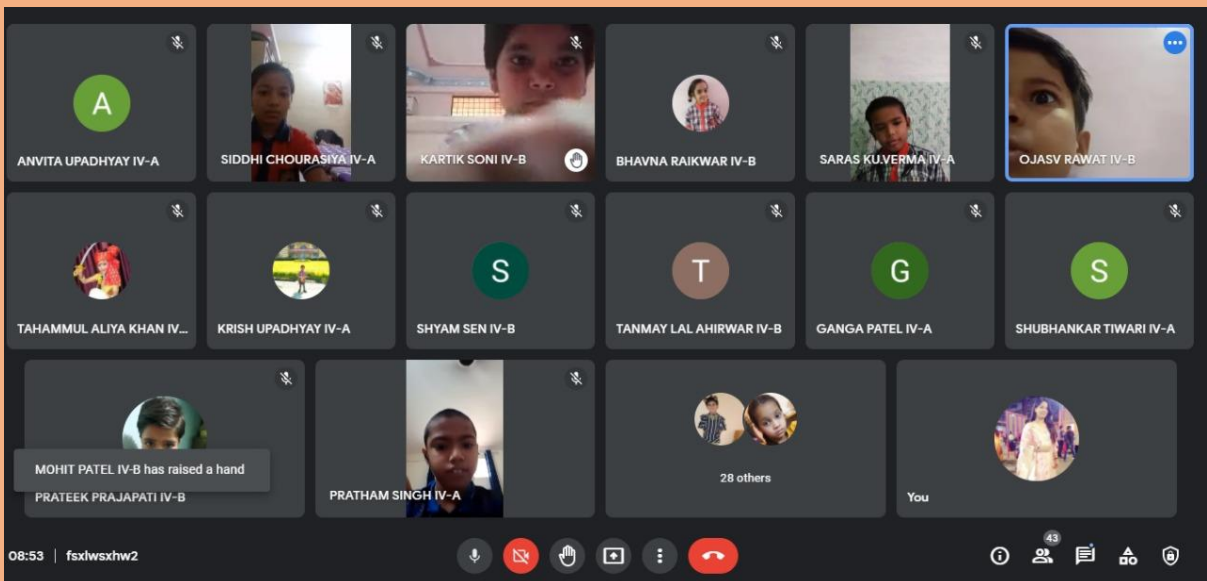 A
ANVITA UPADHYAY IV-A
SIDDHI CHOURASIYA IV-A
KARTIK SONI IV-B
BHAVNA RAIKWAR IV-B
SARAS KU.VERMA IV-A
OJASV RAWAT IV-B
TAHAMMUL ALIYA KHAN IV...
KRISH UPADHYAY IV-A
S
SHYAM SEN IV-B
T
TANMAY LAL AHIRWAR IV-B
G
GANGA PATEL IV-A
S
SHUBHANKAR TIWARI IV-A
MOHIT PATEL IV-B has raised a hand
PRATEEK PRAJAPATI IV-B
PRATHAM SINGH IV-A
28 others
You
08:53 | fsxlwsxhw2
43